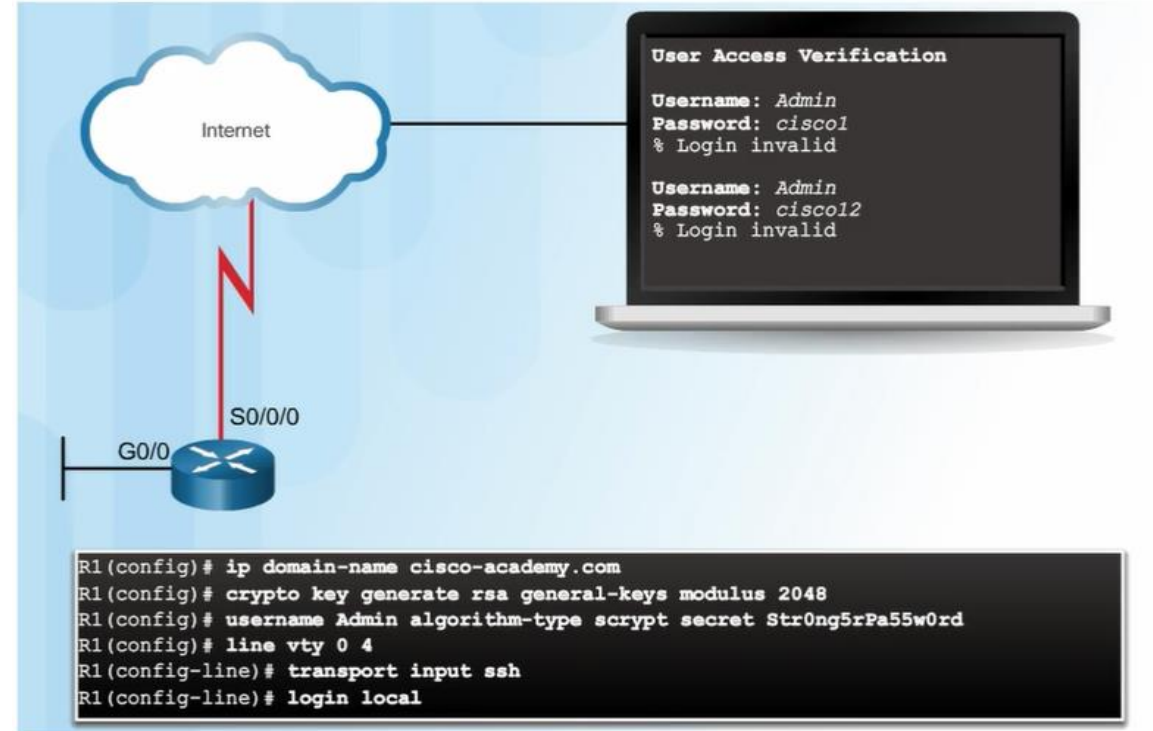 Internet
User Access Verification
Username: Admin
Password: cisco1
% Login invalid
Username: Admin
Password: cisco12
% Login invalid
S0/0/0
G0/0
R1(config)# ip domain-name cisco-academy.com
R1(config)# crypto key generate rsa general-keys modulus 2048
R1(config)# username Admin algorithm-type scrypt secret Str0ng5rPa55w0rd
R1(config)# line vty 0 4
R1(config-line)# transport input ssh
R1(config-line)# login local